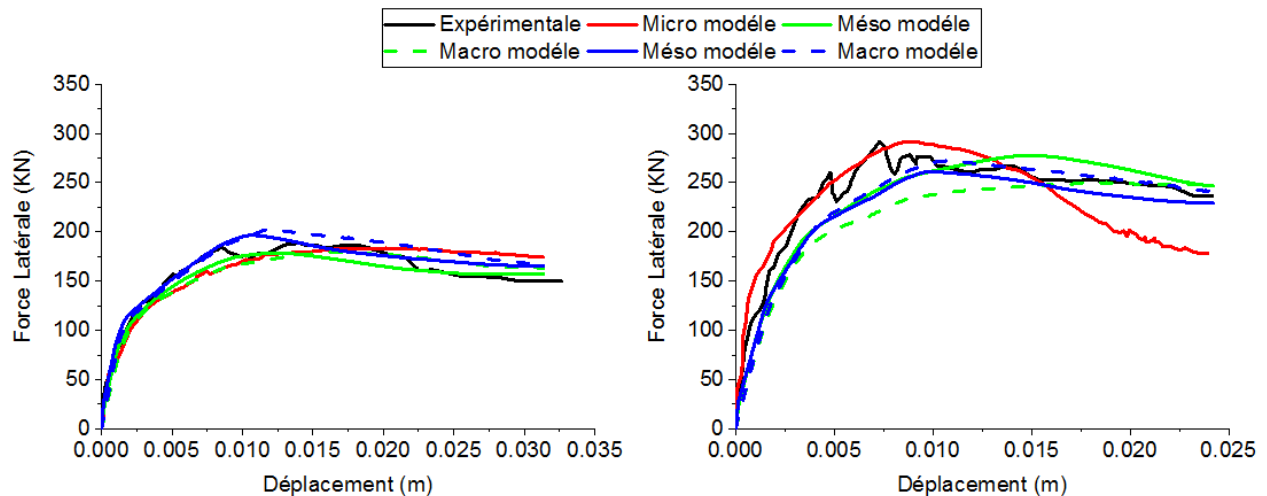 Expérimentale Micro modéle Méso modéle
Macro modéle Méso modéle Macro modéle
350
300
250
200
150
100
50
0
Force Latérale (KN)
0.000 0.005 0.010 0.015 0.020 0.025 0.030 0.035
Déplacement (m)
350
300
250
200
150
100
50
0
Force Latérale (KN)
0.000 0.005 0.010 0.015 0.020 0.025
Déplacement (m)